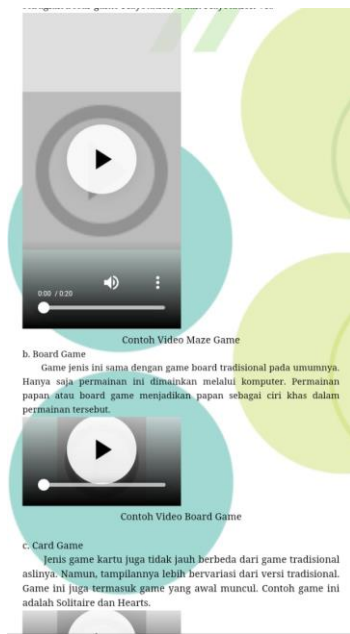 0:00 / 0:20
Contoh Video Maze Game
b. Board Game
Game jenis ini sama dengan game board tradisional pada umumnya.
Hanya saja permainan ini dimainkan melalui komputer. Permainan
papan atau board game menjadikan papan sebagai ciri khas dalam
permainan tersebut.
Contoh Video Board Game
c. Card Game
Jenis game kartu juga tidak jauh berbeda dari game tradisional
aslinya. Namun, tampilannya lebih bervariasi dari versi tradisional.
Game ini juga termasuk game yang awal muncul. Contoh game ini
adalah Solitaire dan Hearts.